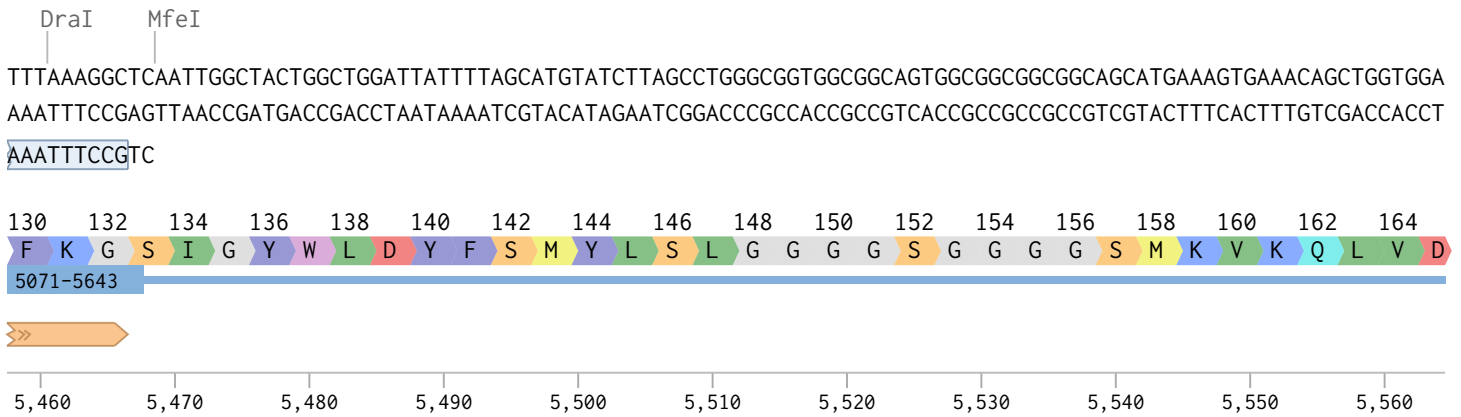 DraI MfeI
TTTAAAGGCTCAATTGGCTACTGGCTGGATTATTTTAGCATGTATCTTAGCCTGGGCGGTGGCGGCAGTGGCGGCGGCGGCAGCATGAAAGTGAAACAGCTGGTGGA
AAATTTCCGAGTTAACCGATGACCGACCTAATAAAATCGTACATAGAATCGGACCCGCCACCGCCGTCACCGCCGCCGCCGTCGTACTTTCACTTTGTCGACCACCT
AAATTTCCGTC
130 132 134 136 138 140 142 144 146 148 150 152 154 156 158 160 162 164
F K G S I G Y W L D Y F S M Y L S L G G G G S G G G G S M K V K Q L V D
5071-5643
5,460 5,470 5,480 5,490 5,500 5,510 5,520 5,530 5,540 5,550 5,560